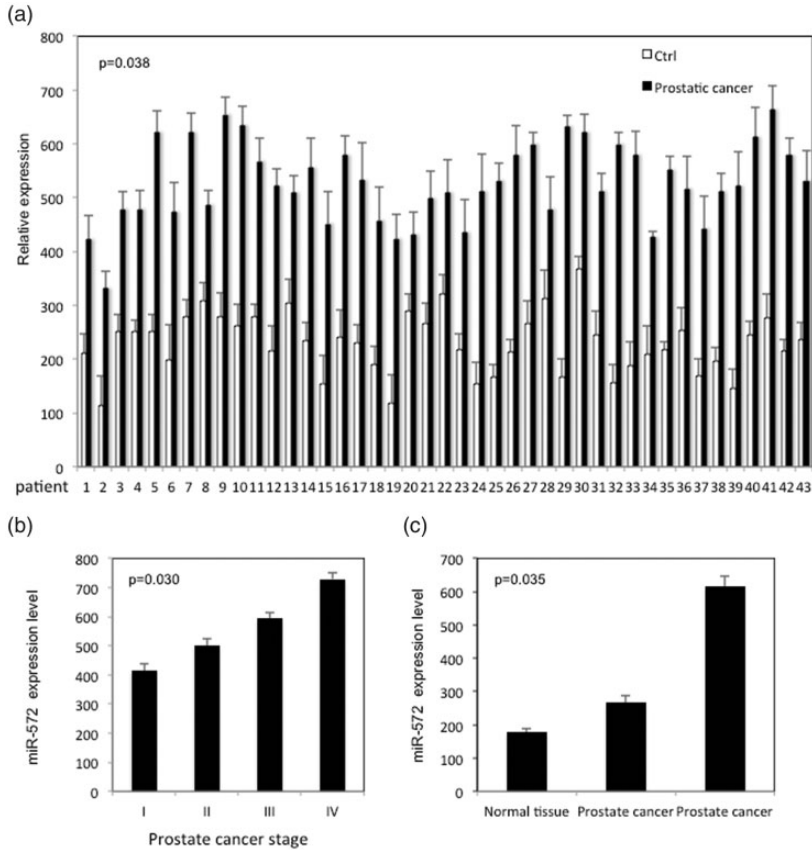 (a)
800
700
600
500
400
300
200
100
0
Relative expression
p=0.038
Ctrl
Prostatic cancer
patient 1 2 3 4 5 6 7 8 9 10 11 12 13 14 15 16 17 18 19 20 21 22 23 24 25 26 27 28 29 30 31 32 33 34 35 36 37 38 39 40 41 42 43
(b)
800
700
600
500
400
300
200
100
0
miR-572 expression level
p=0.030
I II III IV
Prostate cancer stage
(c)
700
600
500
400
300
200
100
0
miR-572 expression level
p=0.035
Normal tissue Prostate cancer Prostate cancer